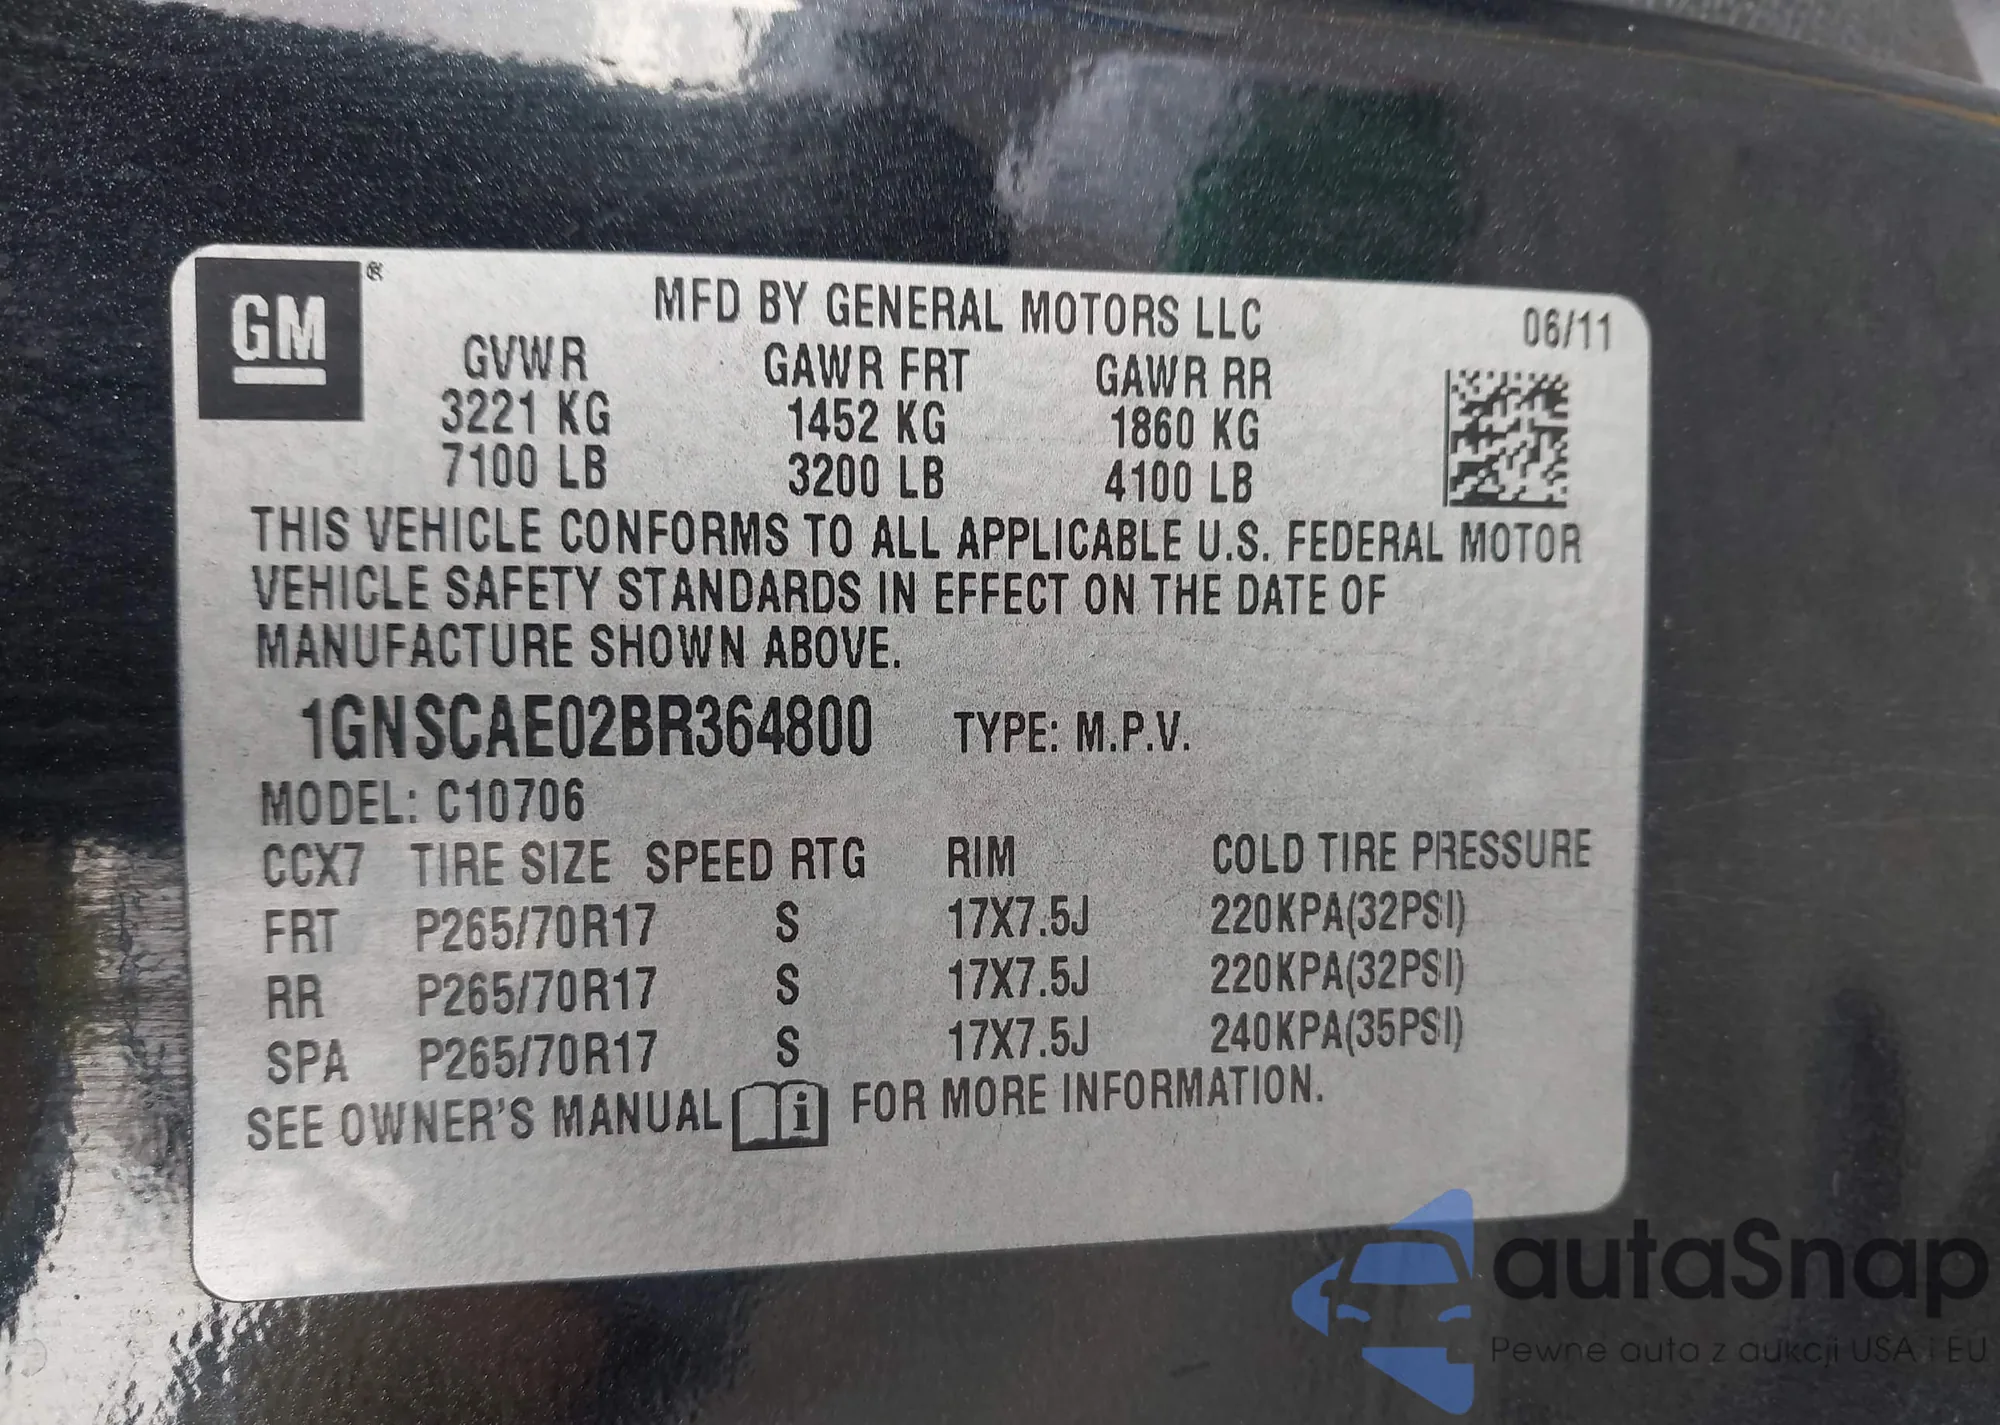 GM ®
MFD BY GENERAL MOTORS LLC 06/11
GVWR GAWR FRT GAWR RR
3221 KG 1452 KG 1860 KG
7100 LB 3200 LB 4100 LB
THIS VEHICLE CONFORMS TO ALL APPLICABLE U.S. FEDERAL MOTOR
VEHICLE SAFETY STANDARDS IN EFFECT ON THE DATE OF
MANUFACTURE SHOWN ABOVE.
1GNSCAE02BR364800 TYPE: M.P.V.
MODEL: C10706
CCX7 TIRE SIZE SPEED RTG RIM COLD TIRE PRESSURE
FRT P265/70R17 S 17X7.5J 220KPA(32PSI)
RR P265/70R17 S 17X7.5J 220KPA(32PSI)
SPA P265/70R17 S 17X7.5J 240KPA(35PSI)
SEE OWNER'S MANUAL i FOR MORE INFORMATION.
autaSnap
Pewne auta z aukcji USA i EU